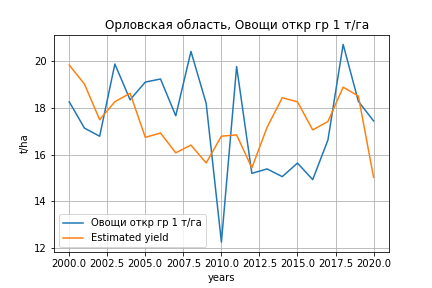 Орловская область, Овощи откр гр 1 т/га
20
18
16
14
12
t/ha
Овощи откр гр 1 т/га
Estimated yield
2000.0 2002.5 2005.0 2007.5 2010.0 2012.5 2015.0 2017.5 2020.0
years